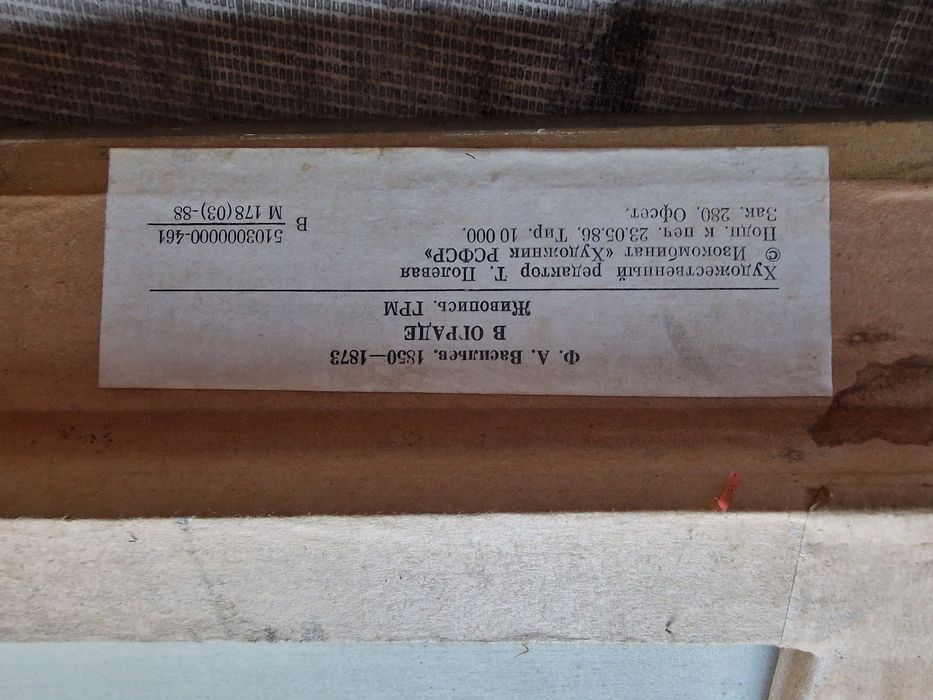 Ф. А. Васильев. 1850—1873
В ОГРАДЕ
Живопись. ГРМ
Художественный редактор Т. Полевая
© Изокомбинат «Художник РСФСР»
Подп. к печ. 23.05.86. Тир. 10 000.
Зак. 280. Офсет.
В 5103000000-461
М 178(03)-88